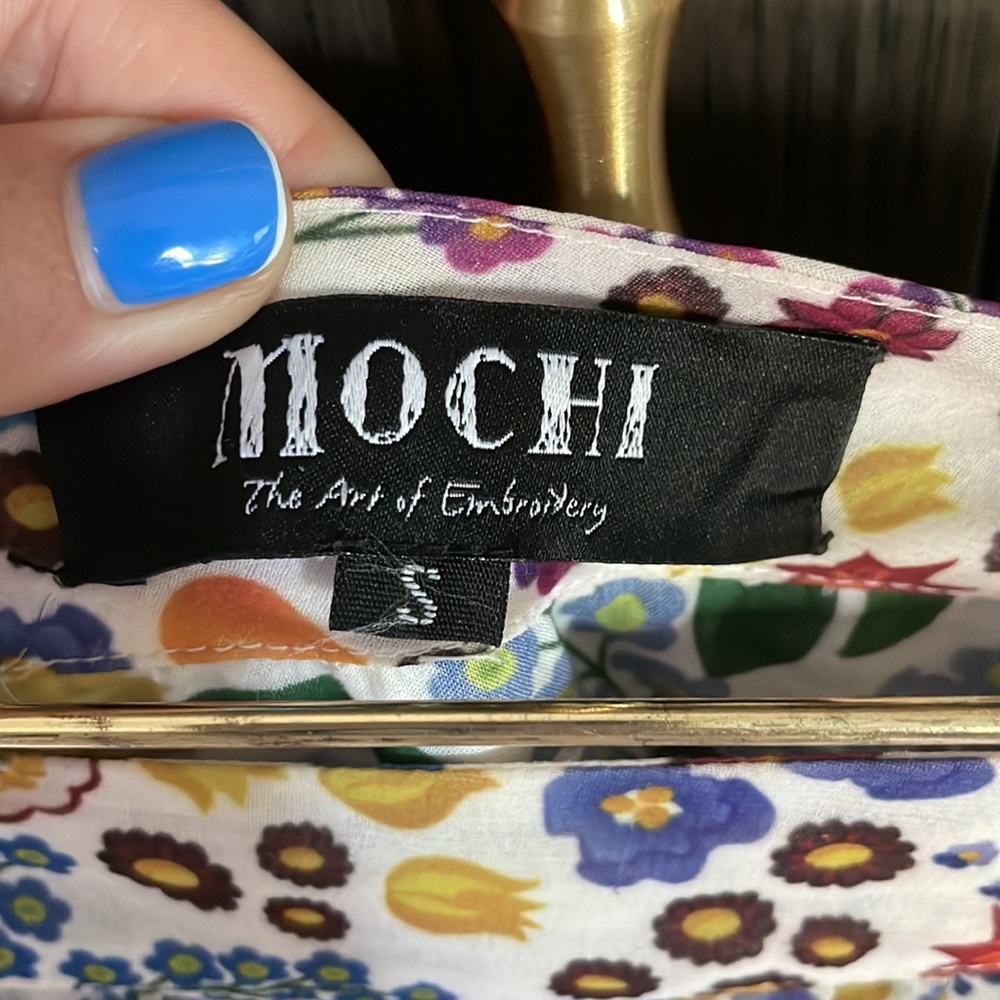 MOCHI
The Art of Embroidery
S